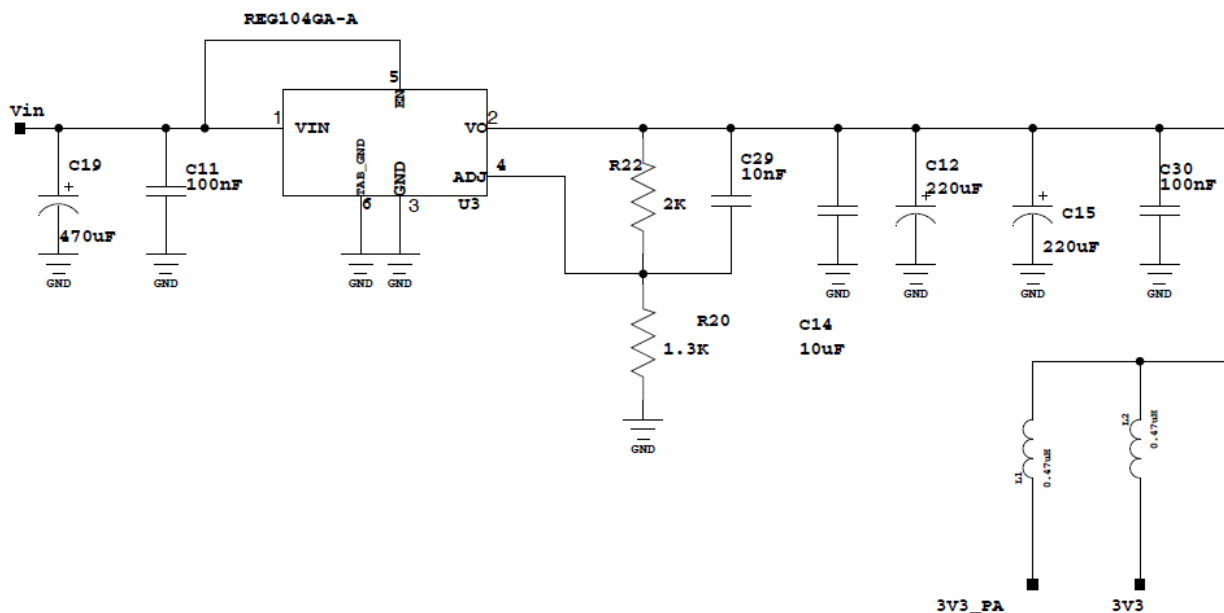 REG104GA-A
5
EN
Vin
1
VIN
VO
2
C19
C11
100nF
TAB_GND
GND
ADJ
4
6
3
U3
470uF
R22
2K
C29
10nF
C12
220uF
C15
220uF
C30
100nF
GND
GND
GND
GND
GND
GND
GND
GND
R20
1.3K
C14
10uF
GND
L1
0.47uH
L2
0.47uH
3V3_PA
3V3